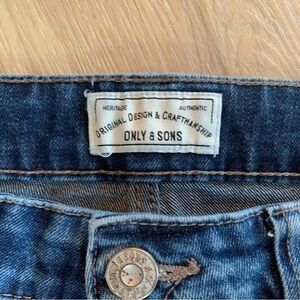 HERITAGE AUTHENTIC
ORIGINAL DESIGN & CRAFTMANSHIP
ONLY & SONS